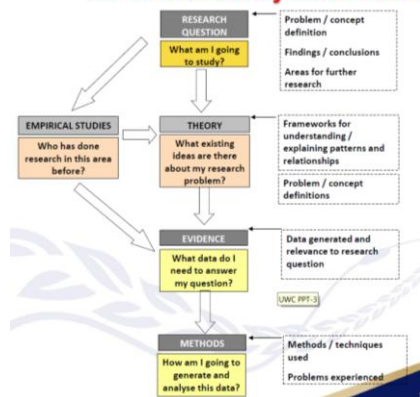 RESEARCH
QUESTION
What am I going
to study?
Problem / concept
definition
Findings / conclusions
Areas for further
research
EMPIRICAL STUDIES
Who has done
research in this area
before?
THEORY
What existing
ideas are there
about my research
problem?
Frameworks for
understanding /
explaining patterns and
relationships
Problem / concept
definitions
EVIDENCE
What data do I
need to answer
my question?
Data generated and
relevance to research
question
UWC PPT-3
METHODS
How am I going to
generate and
analyse this data?
Methods / techniques
used
Problems experienced